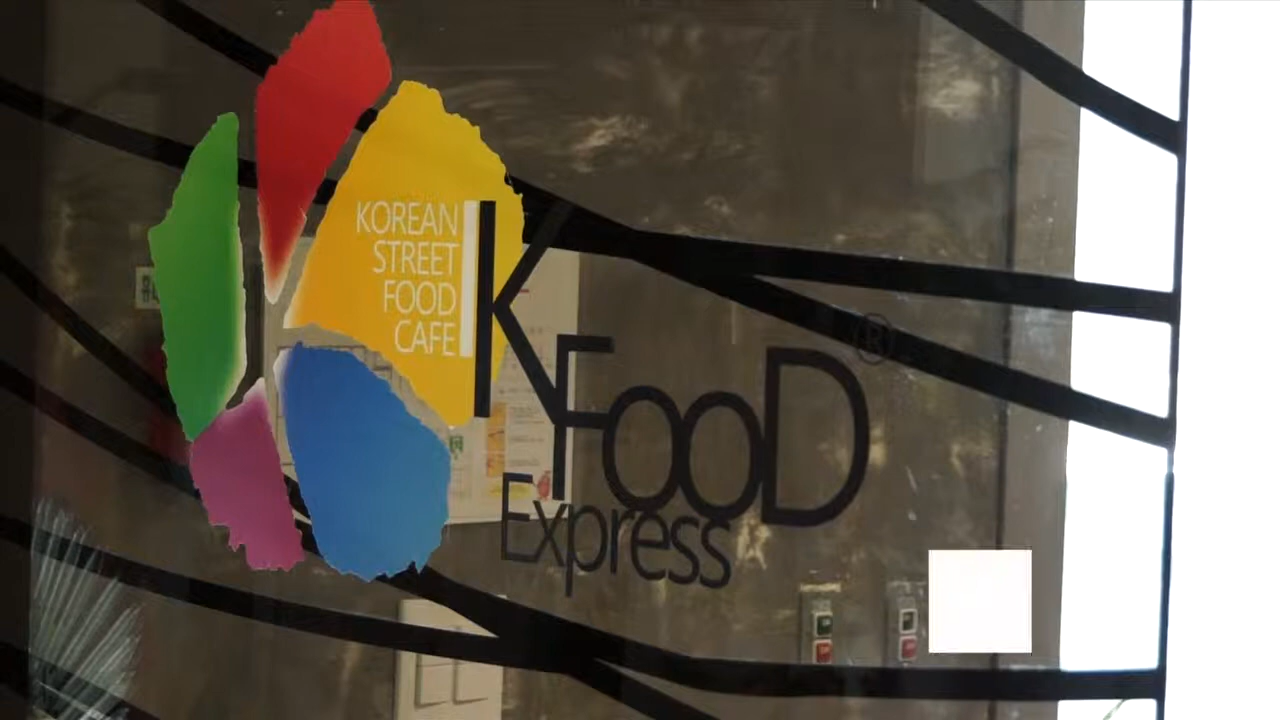 KOREAN
STREET
FOOD
CAFE
KFOOD®
Express